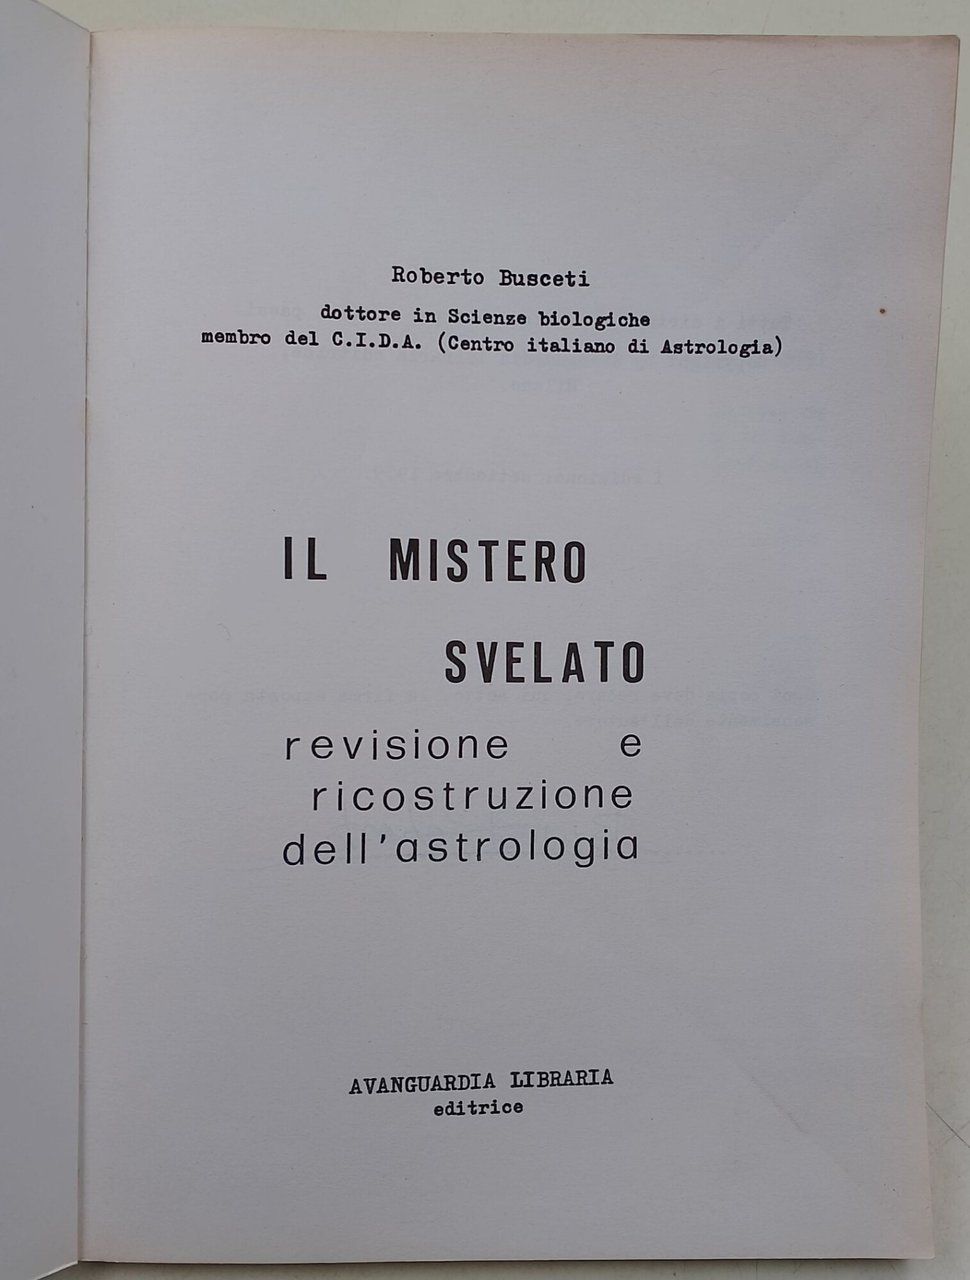 Roberto Busceti
dottore in Scienze biologiche
membro del C.I.D.A. (Centro italiano di Astrologia)
IL MISTERO
SVELATO
revisione e
ricostruzione
dell'astrologia
AVANGUARDIA LIBRARIA
editrice